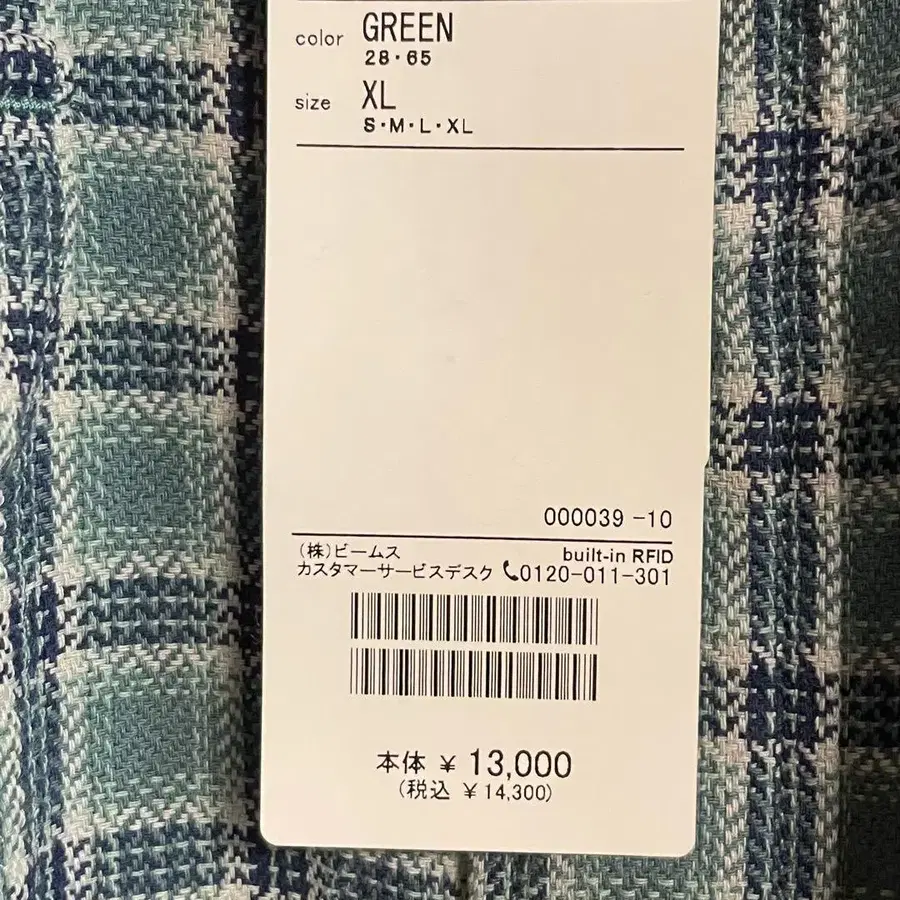 color GREEN
28・65
size XL
S・M・L・XL
000039 -10
(株)ビームス built-in RFID
カスタマーサービスデスク 0120-011-301
本体 ¥ 13,000
(税込 ¥ 14,300)